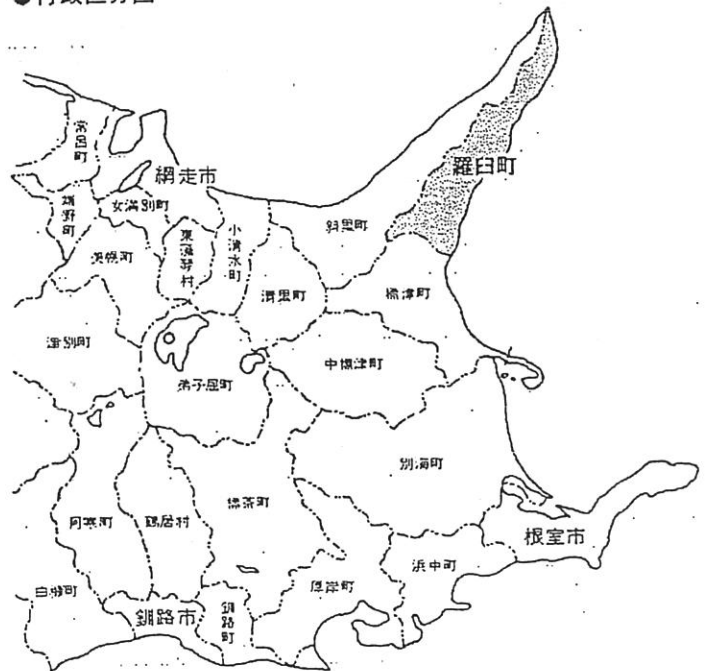 ●行政区分図
常呂町
網走市
羅臼町
端野町
女満別町
小清水町
斜里町
東藻琴村
美幌町
清里町
標津町
津別町
中標津町
弟子屈町
別海町
標茶町
阿寒町
鶴居村
根室市
浜中町
厚岸町
白糠町
釧路市
釧路町